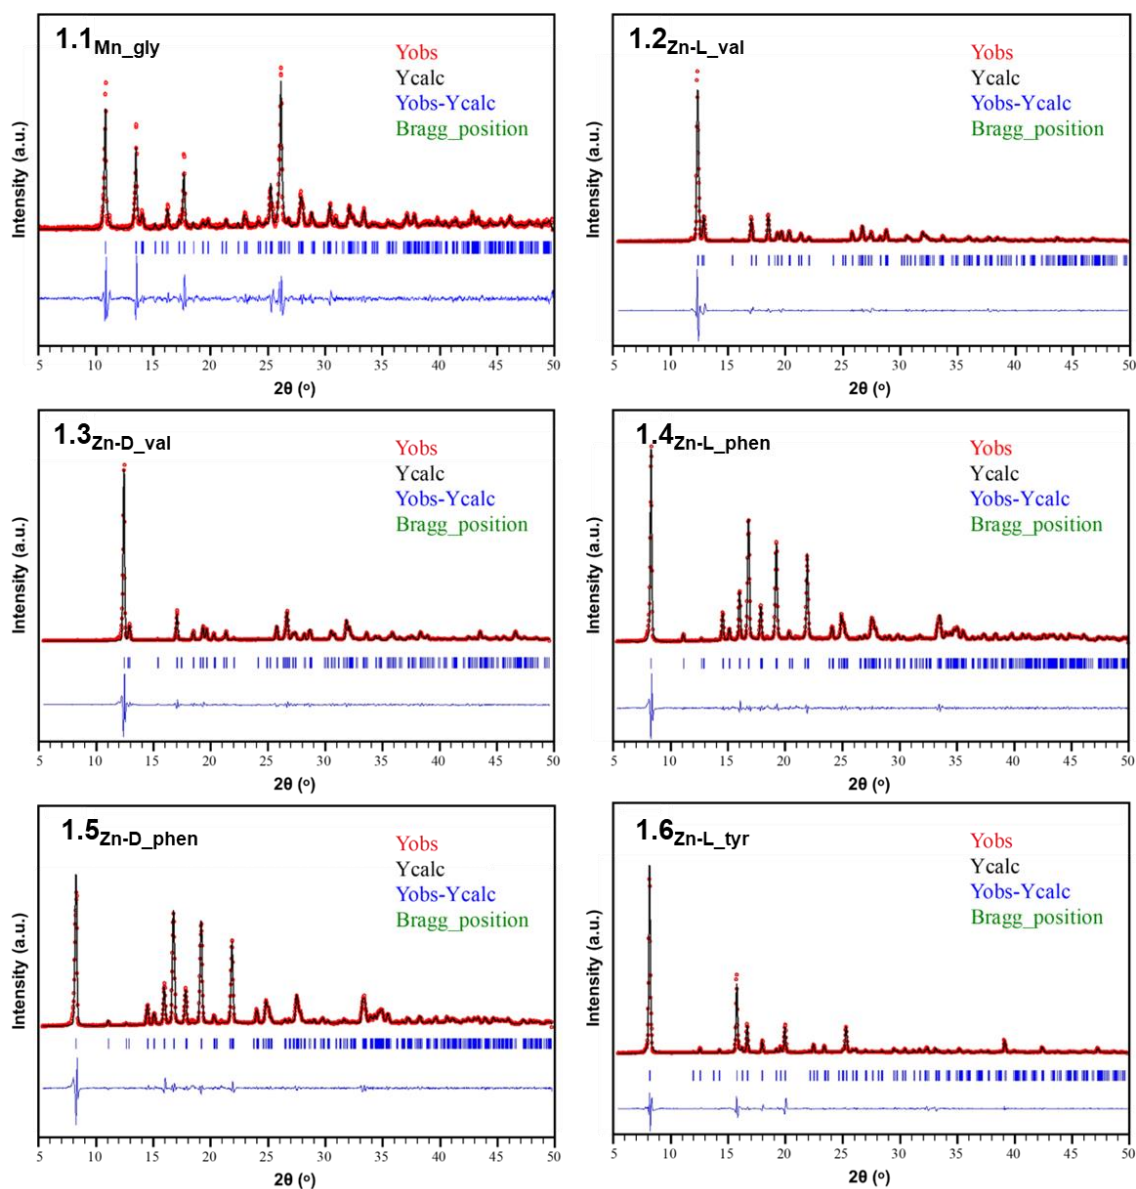 1.1Mn_gly
Yobs
Ycalc
Yobs-Ycalc
Bragg_position
Intensity (a.u.)
5 10 15 20 25 30 35 40 45 50
2θ (º)
1.2Zn-L_val
Yobs
Ycalc
Yobs-Ycalc
Bragg_position
Intensity (a.u.)
5 10 15 20 25 30 35 40 45 50
2θ (º)
1.3Zn-D_val
Yobs
Ycalc
Yobs-Ycalc
Bragg_position
Intensity (a.u.)
5 10 15 20 25 30 35 40 45 50
2θ (º)
1.4Zn-L_phen
Yobs
Ycalc
Yobs-Ycalc
Bragg_position
Intensity (a.u.)
5 10 15 20 25 30 35 40 45 50
2θ (º)
1.5Zn-D_phen
Yobs
Ycalc
Yobs-Ycalc
Bragg_position
Intensity (a.u.)
5 10 15 20 25 30 35 40 45 50
2θ (º)
1.6Zn-L_tyr
Yobs
Ycalc
Yobs-Ycalc
Bragg_position
Intensity (a.u.)
5 10 15 20 25 30 35 40 45 50
2θ (º)